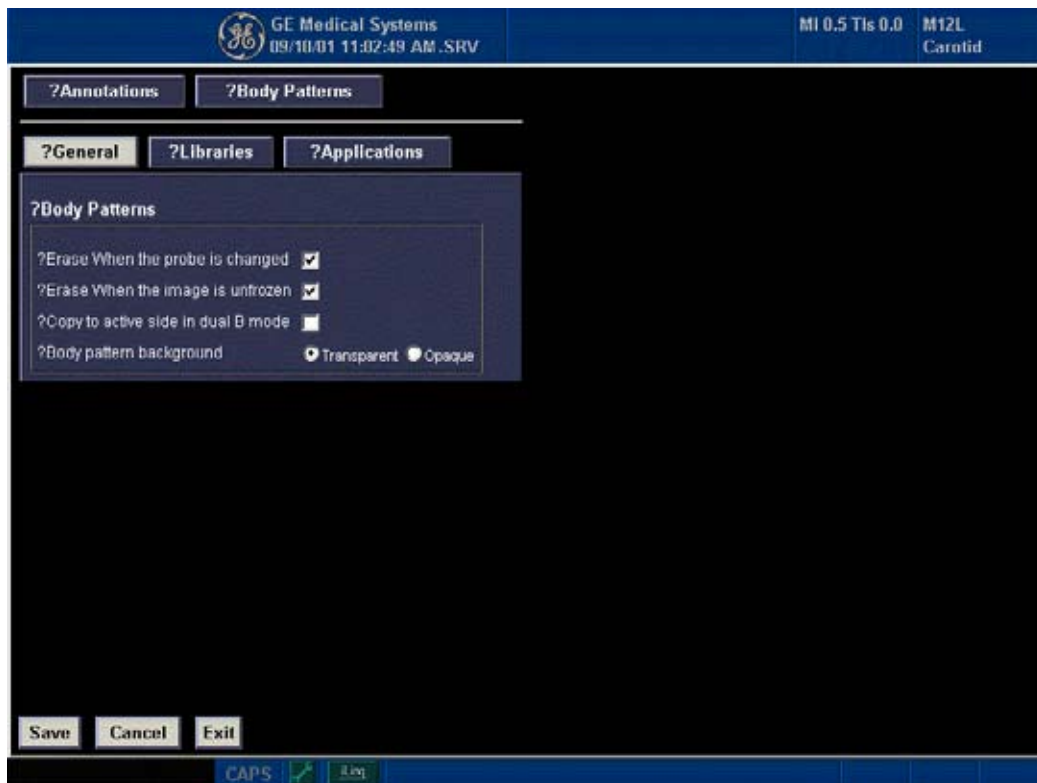 GE Medical Systems
09/10/01 11:02:49 AM.SRV
MI 0.5 TIs 0.0
M12L
Carotid
?Annotations
?Body Patterns
?General
?Libraries
?Applications
?Body Patterns
?Erase When the probe is changed
?Erase When the image is unfrozen
?Copy to active side in dual B mode
?Body pattern background
Transparent
Opaque
Save
Cancel
Exit
CAPS